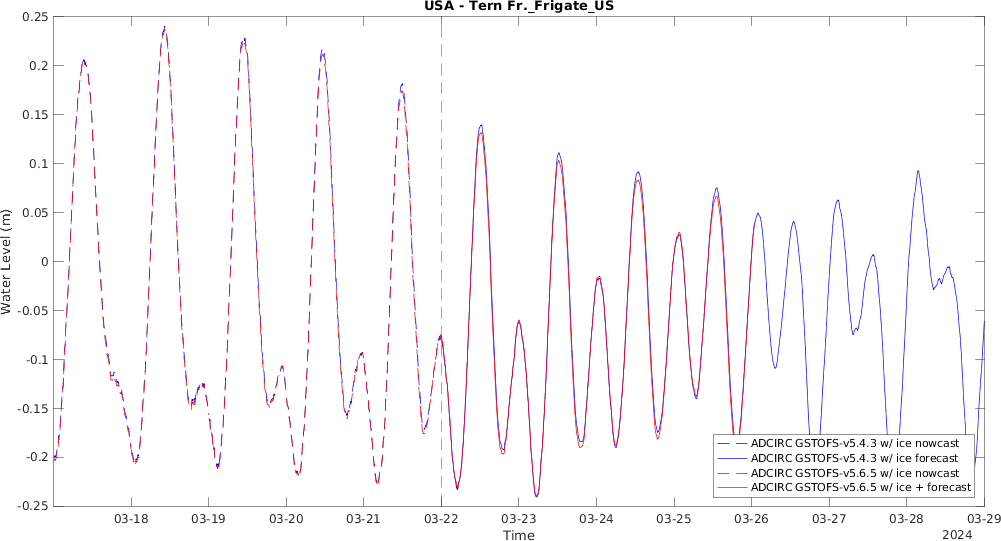 USA - Tern Fr._Frigate_US
0.25
0.2
0.15
0.1
0.05
0
-0.05
-0.1
-0.15
-0.2
-0.25
Water Level (m)
ADCIRC GSTOFS-v5.4.3 w/ ice nowcast
ADCIRC GSTOFS-v5.4.3 w/ ice forecast
ADCIRC GSTOFS-v5.6.5 w/ ice nowcast
ADCIRC GSTOFS-v5.6.5 w/ ice + forecast
03-18 03-19 03-20 03-21 03-22 03-23 03-24 03-25 03-26 03-27 03-28 03-29
Time
2024